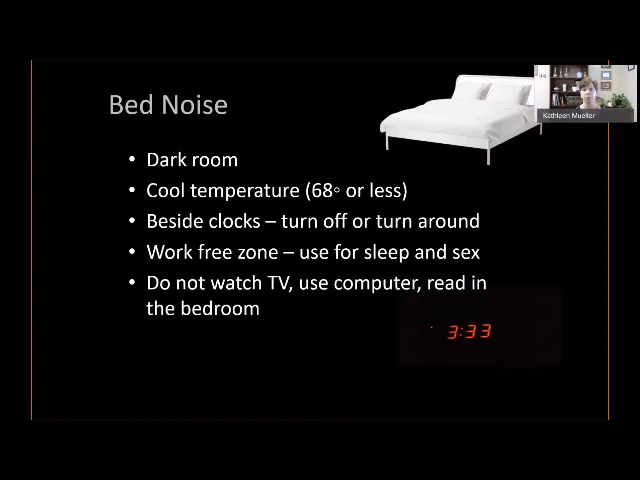 Bed Noise
• Dark room
• Cool temperature (68◦ or less)
• Beside clocks – turn off or turn around
• Work free zone – use for sleep and sex
• Do not watch TV, use computer, read in
the bedroom
3:33
Kathleen Mueller